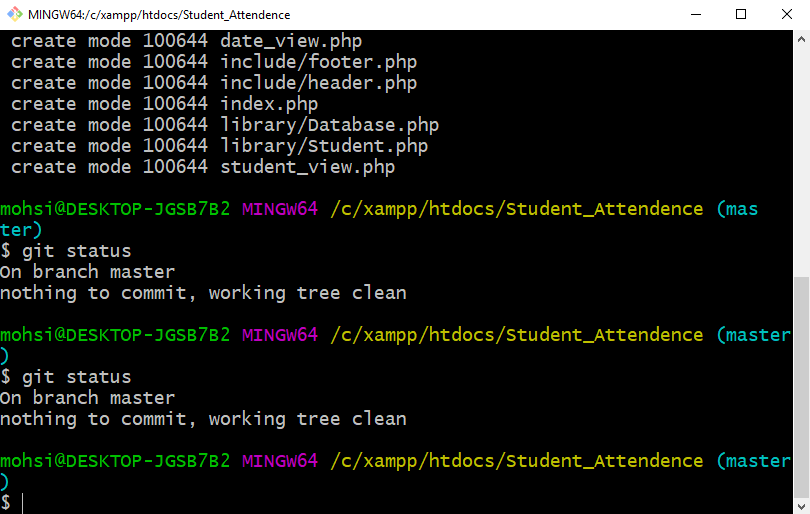 MINGW64:/c/xampp/htdocs/Student_Attendence
create mode 100644 date_view.php
create mode 100644 include/footer.php
create mode 100644 include/header.php
create mode 100644 index.php
create mode 100644 library/Database.php
create mode 100644 library/Student.php
create mode 100644 student_view.php
mohsi@DESKTOP-JGSB7B2 MINGW64 /c/xampp/htdocs/Student_Attendence (mas
ter)
$ git status
On branch master
nothing to commit, working tree clean
mohsi@DESKTOP-JGSB7B2 MINGW64 /c/xampp/htdocs/Student_Attendence (master
)
$ git status
On branch master
nothing to commit, working tree clean
mohsi@DESKTOP-JGSB7B2 MINGW64 /c/xampp/htdocs/Student_Attendence (master
)
$